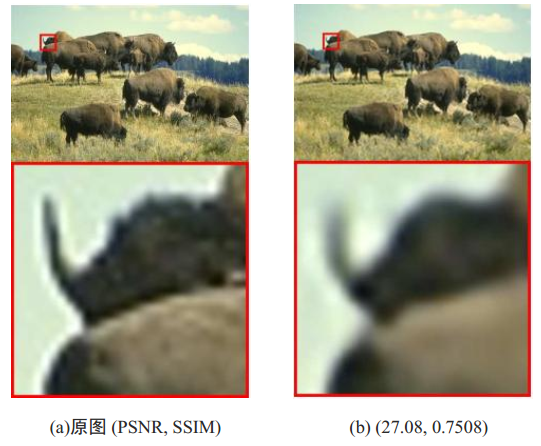 (a)原图 (PSNR, SSIM)
(b) (27.08, 0.7508)